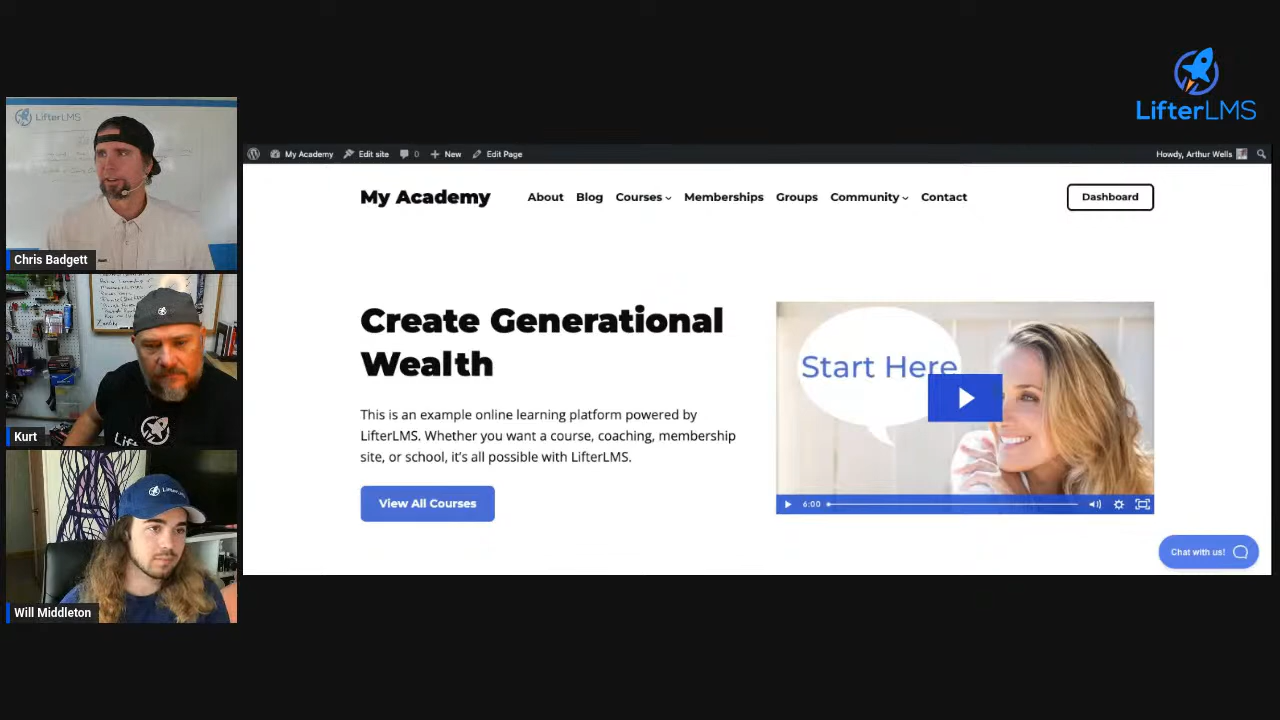 LifterLMS
LifterLMS
Chris Badgett
Kurt
LifterLMS
Will Middleton
My Academy
Edit site
0
New
Edit Page
Howdy, Arthur Wells
My Academy
About
Blog
Courses
Memberships
Groups
Community
Contact
Dashboard
Create Generational
Wealth
This is an example online learning platform powered by
LifterLMS. Whether you want a course, coaching, membership
site, or school, it's all possible with LifterLMS.
View All Courses
Start Here
6:00
Chat with us!